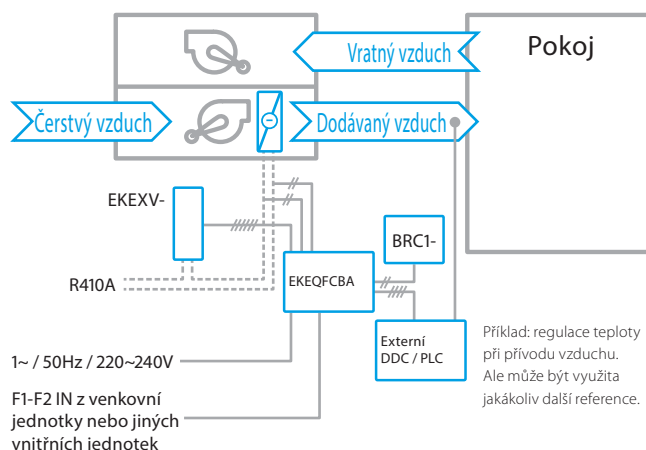 Vratný vzduch
Pokoj
Čerstvý vzduch
Dodávaný vzduch
EKEXV-
BRC1-
R410A
EKEQFCBA
Externí
DDC / PLC
Příklad: regulace teploty
při přívodu vzduchu.
Ale může být využita
jakákoliv další reference.
1~ / 50Hz / 220~240V
F1-F2 IN z venkovní
jednotky nebo jiných
vnitřních jednotek